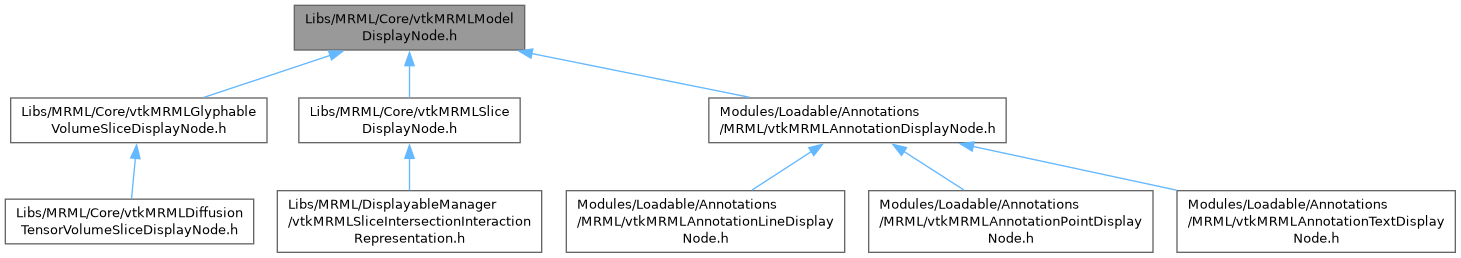 Libs/MRML/Core/vtkMRMLModel
DisplayNode.h
Libs/MRML/Core/vtkMRMLGlyphable
VolumeSliceDisplayNode.h
Libs/MRML/Core/vtkMRMLSlice
DisplayNode.h
Modules/Loadable/Annotations
/MRML/vtkMRMLAnnotationDisplayNode.h
Libs/MRML/Core/vtkMRMLDiffusion
TensorVolumeSliceDisplayNode.h
Libs/MRML/DisplayableManager
/vtkMRMLSliceIntersectionInteraction
Representation.h
Modules/Loadable/Annotations
/MRML/vtkMRMLAnnotationLineDisplay
Node.h
Modules/Loadable/Annotations
/MRML/vtkMRMLAnnotationPointDisplay
Node.h
Modules/Loadable/Annotations
/MRML/vtkMRMLAnnotationTextDisplay
Node.h